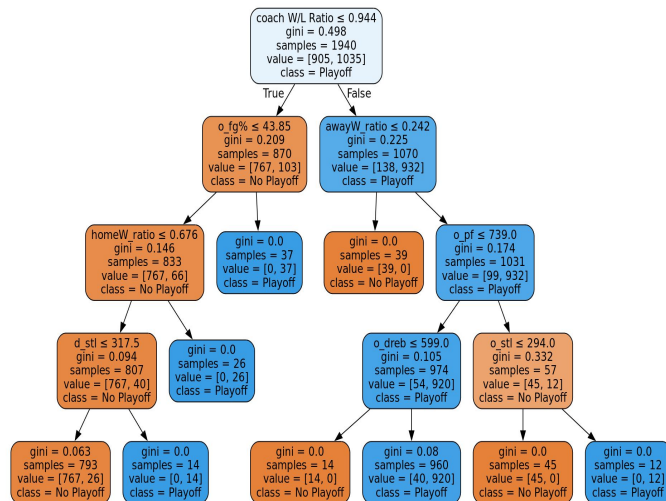 coach W/L Ratio ≤ 0.944
gini = 0.498
samples = 1940
value = [905, 1035]
class = Playoff
True
False
o_fg% ≤ 43.85
gini = 0.209
samples = 870
value = [767, 103]
class = No Playoff
awayW_ratio ≤ 0.242
gini = 0.225
samples = 1070
value = [138, 932]
class = Playoff
homeW_ratio ≤ 0.676
gini = 0.146
samples = 833
value = [767, 66]
class = No Playoff
gini = 0.0
samples = 37
value = [0, 37]
class = Playoff
gini = 0.0
samples = 39
value = [39, 0]
class = No Playoff
o_pf ≤ 739.0
gini = 0.174
samples = 1031
value = [99, 932]
class = Playoff
d_stl ≤ 317.5
gini = 0.094
samples = 807
value = [767, 40]
class = No Playoff
gini = 0.0
samples = 26
value = [0, 26]
class = Playoff
o_dreb ≤ 599.0
gini = 0.105
samples = 974
value = [54, 920]
class = Playoff
o_stl ≤ 294.0
gini = 0.332
samples = 57
value = [45, 12]
class = No Playoff
gini = 0.063
samples = 793
value = [767, 26]
class = No Playoff
gini = 0.0
samples = 14
value = [0, 14]
class = Playoff
gini = 0.0
samples = 14
value = [14, 0]
class = No Playoff
gini = 0.08
samples = 960
value = [40, 920]
class = Playoff
gini = 0.0
samples = 45
value = [45, 0]
class = No Playoff
gini = 0.0
samples = 12
value = [0, 12]
class = Playoff